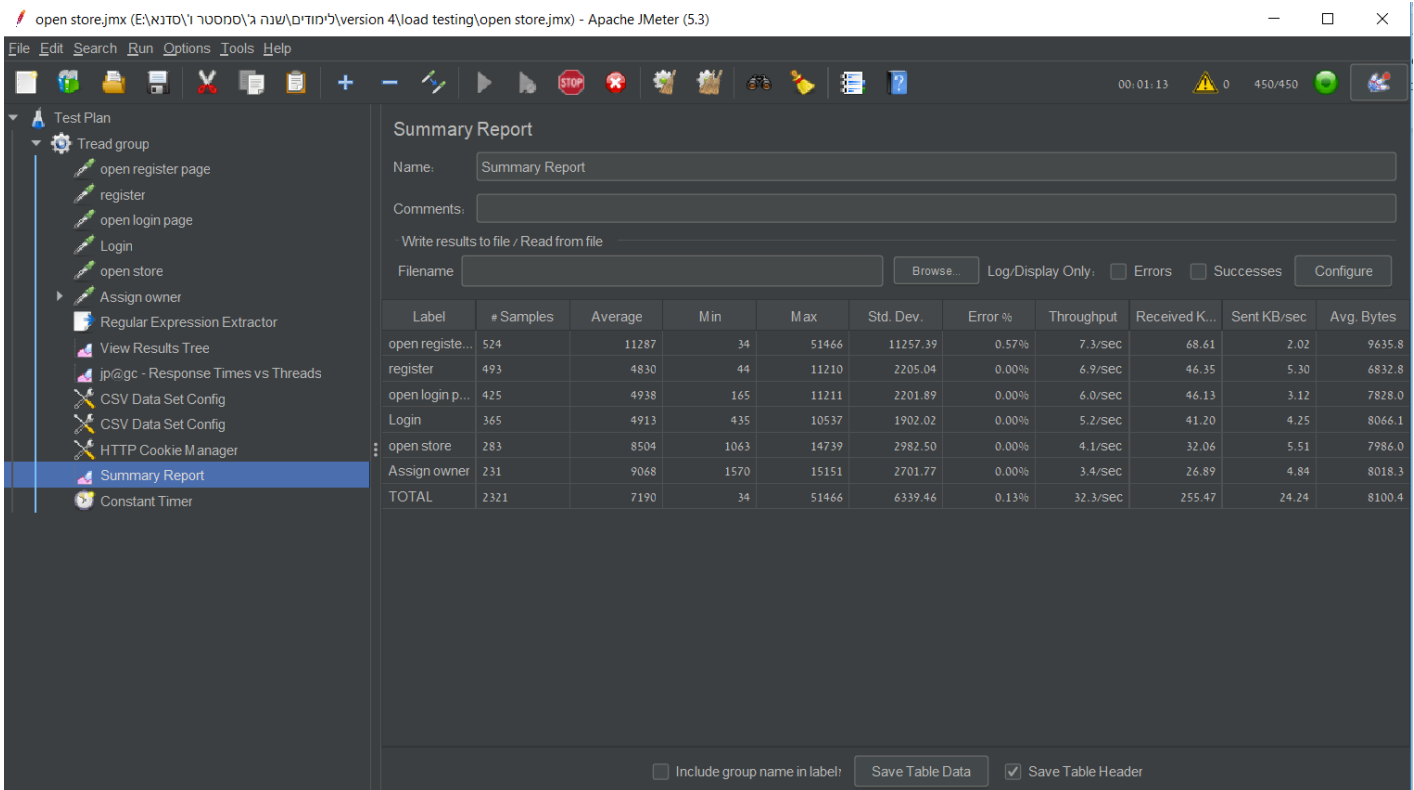 open store.jmx (E:\לימודים\שנה ג'\סמסטר ו'\סדנא\version 4\load testing\open store.jmx) - Apache JMeter (5.3)
File Edit Search Run Options Tools Help
STOP 00:01:13 0 450/450
Test Plan
Tread group
open register page
register
open login page
Login
open store
Assign owner
Regular Expression Extractor
View Results Tree
jp@gc - Response Times vs Threads
CSV Data Set Config
CSV Data Set Config
HTTP Cookie Manager
Summary Report
Constant Timer
Summary Report
Name: Summary Report
Comments:
Write results to file / Read from file
Filename Browse... Log/Display Only: Errors Successes Configure
Label # Samples Average Min Max Std. Dev. Error % Throughput Received K... Sent KB/sec Avg. Bytes
open registe... 524 11287 34 51466 11257.39 0.57% 7.3/sec 68.61 2.02 9635.8
register 493 4830 44 11210 2205.04 0.00% 6.9/sec 46.35 5.30 6832.8
open login p... 425 4938 165 11211 2201.89 0.00% 6.0/sec 46.13 3.12 7828.0
Login 365 4913 435 10537 1902.02 0.00% 5.2/sec 41.20 4.25 8066.1
open store 283 8504 1063 14739 2982.50 0.00% 4.1/sec 32.06 5.51 7986.0
Assign owner 231 9068 1570 15151 2701.77 0.00% 3.4/sec 26.89 4.84 8018.3
TOTAL 2321 7190 34 51466 6339.46 0.13% 32.3/sec 255.47 24.24 8100.4
Include group name in label? Save Table Data Save Table Header